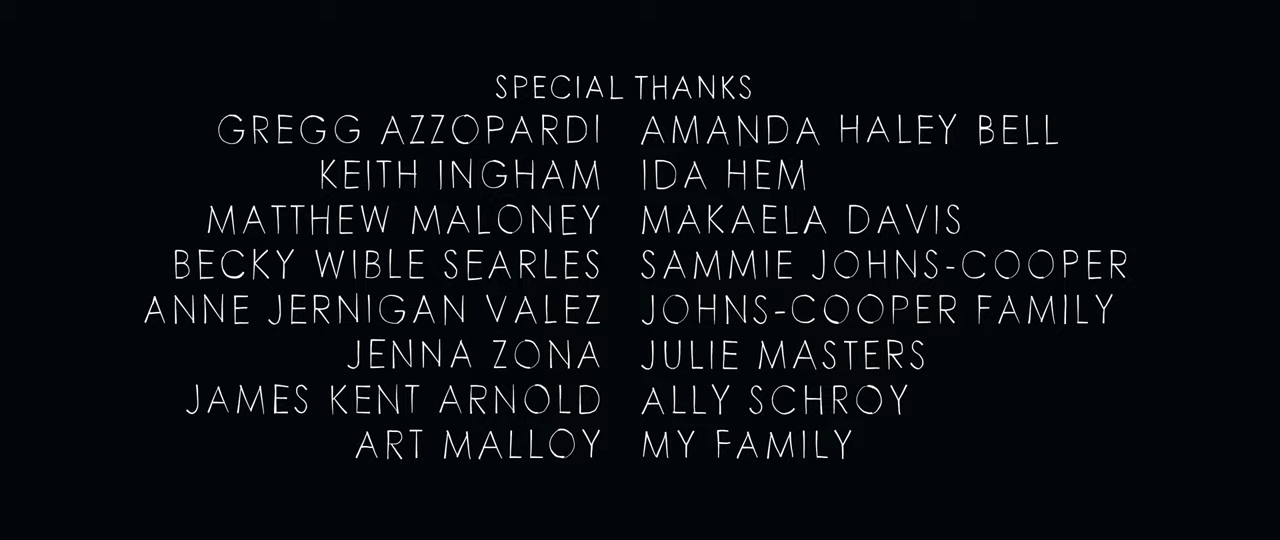 SPECIAL THANKS
GREGG AZZOPARDI AMANDA HALEY BELL
KEITH INGHAM IDA HEM
MATTHEW MALONEY MAKAELA DAVIS
BECKY WIBLE SEARLES SAMMIE JOHNS-COOPER
ANNE JERNIGAN VALEZ JOHNS-COOPER FAMILY
JENNA ZONA JULIE MASTERS
JAMES KENT ARNOLD ALLY SCHROY
ART MALLOY MY FAMILY